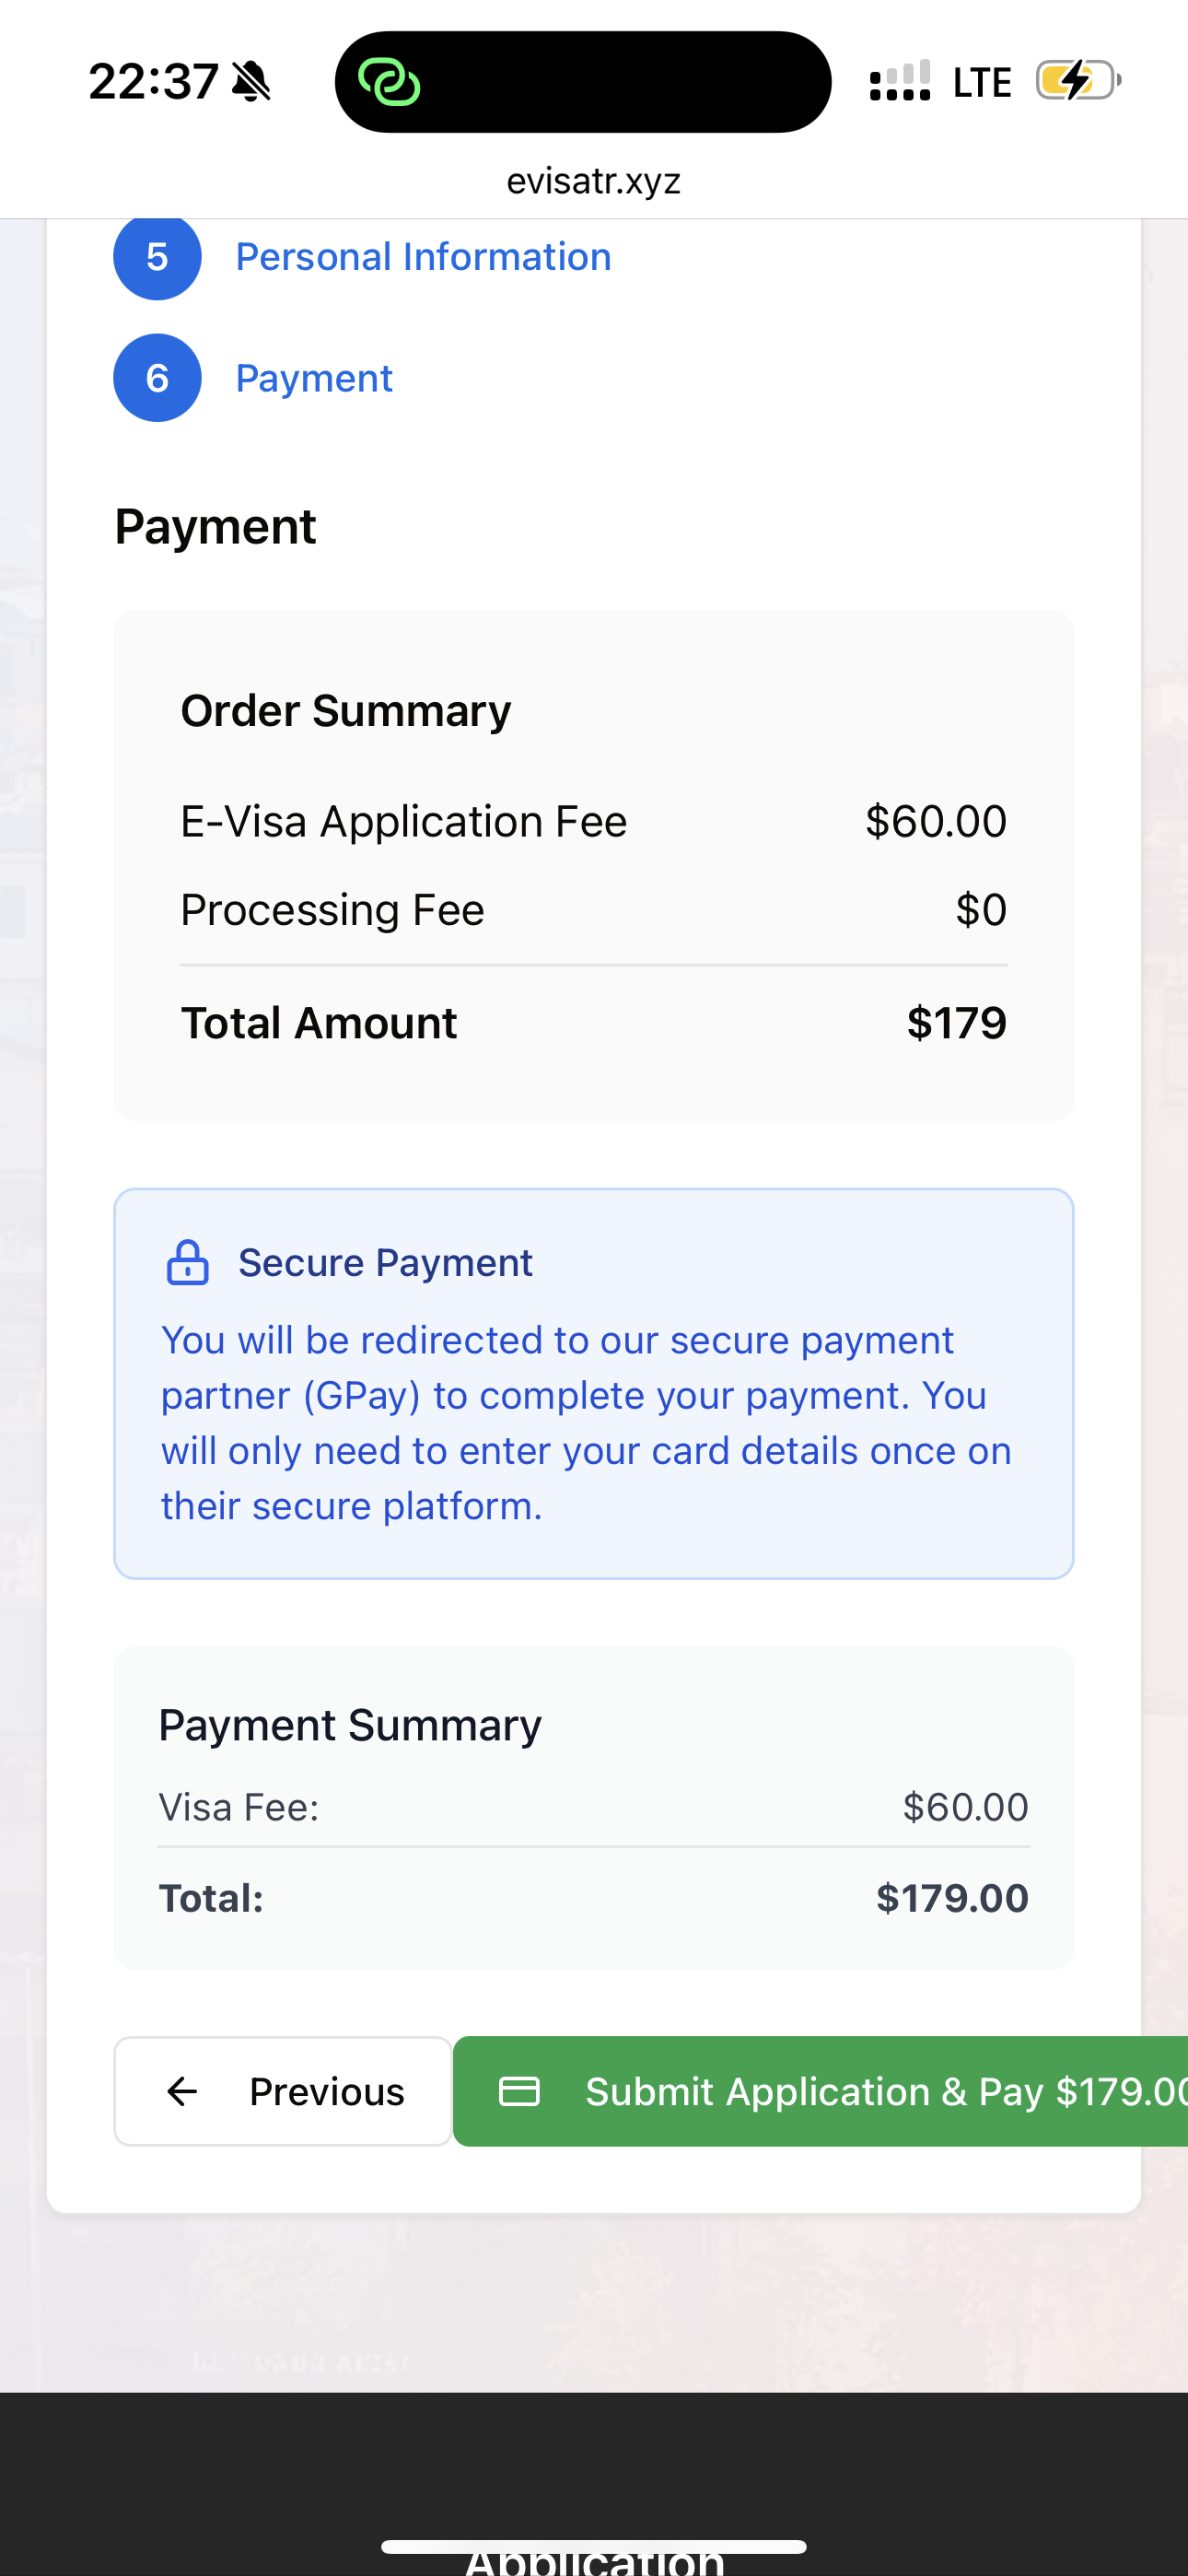 22:37
LTE
evisatr.xyz
5 Personal Information
6 Payment
Payment
Order Summary
E-Visa Application Fee $60.00
Processing Fee $0
Total Amount $179
Secure Payment
You will be redirected to our secure payment
partner (GPay) to complete your payment. You
will only need to enter your card details once on
their secure platform.
Payment Summary
Visa Fee: $60.00
Total: $179.00
← Previous
Submit Application & Pay $179.00
Application